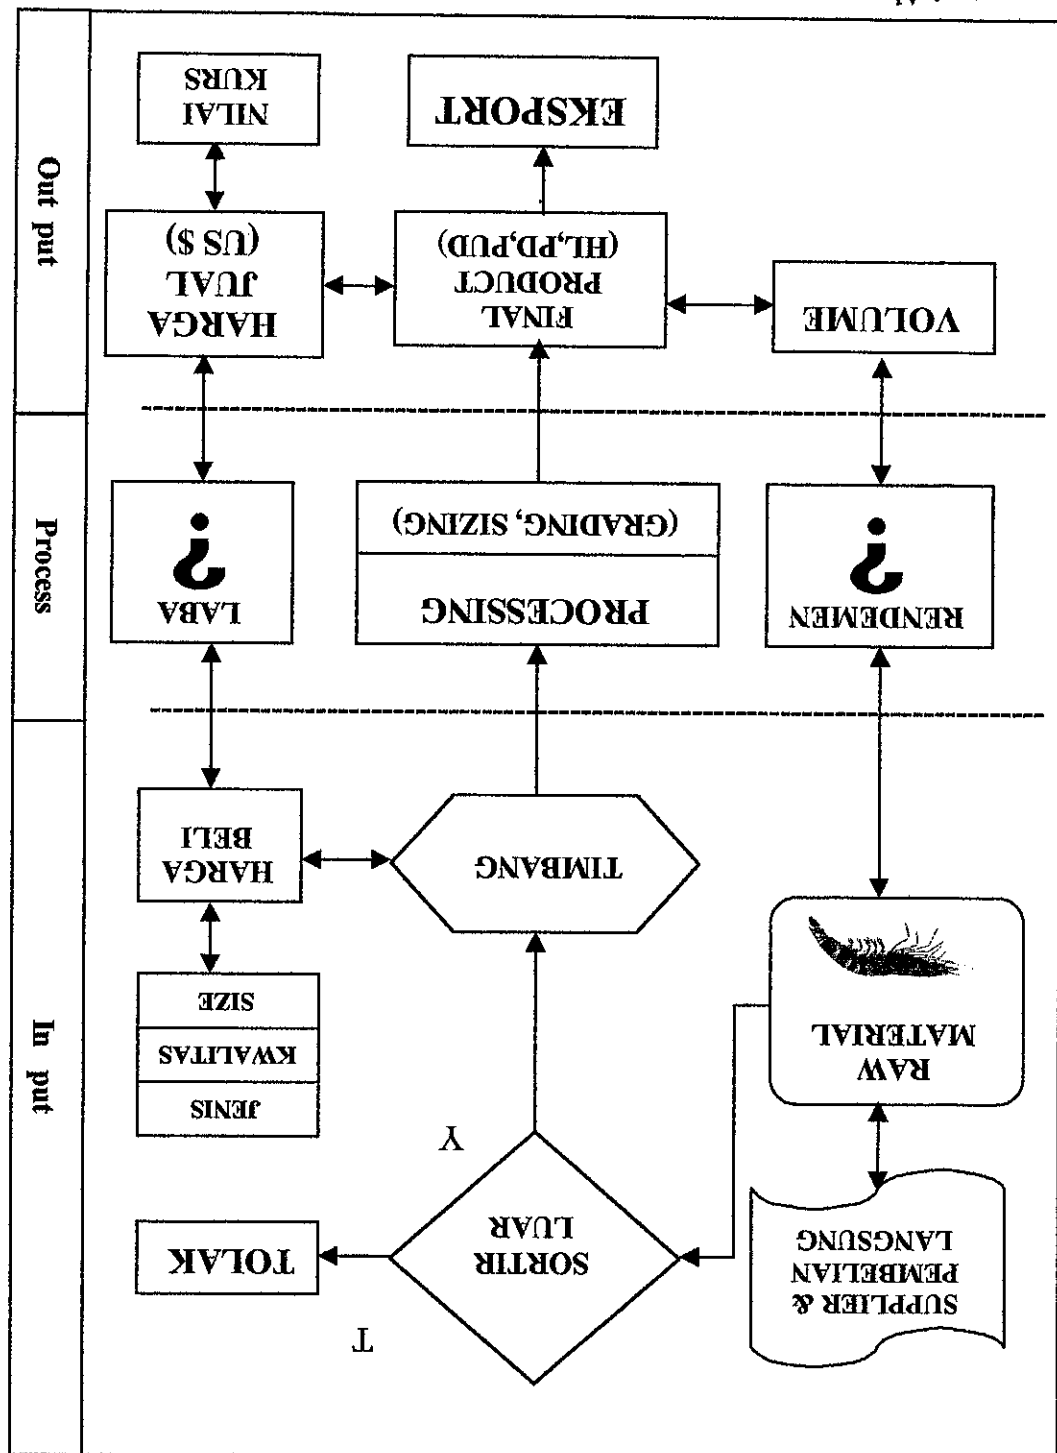 SUPPLIER &
PEMBELIAN
LANGSUNG
SORTIR
LUAR
T
TOLAK
Y
RAW
MATERIAL
JENIS
KWALITAS
SIZE
In put
TIMBANG
HARGA
BELI
RENDEMEN
?
PROCESSING
(GRADING, SIZING)
LABA
?
Process
VOLUME
FINAL
PRODUCT
(HL,PD,PUD)
HARGA
JUAL
(US $)
Out put
EKSPORT
NILAI
KURS